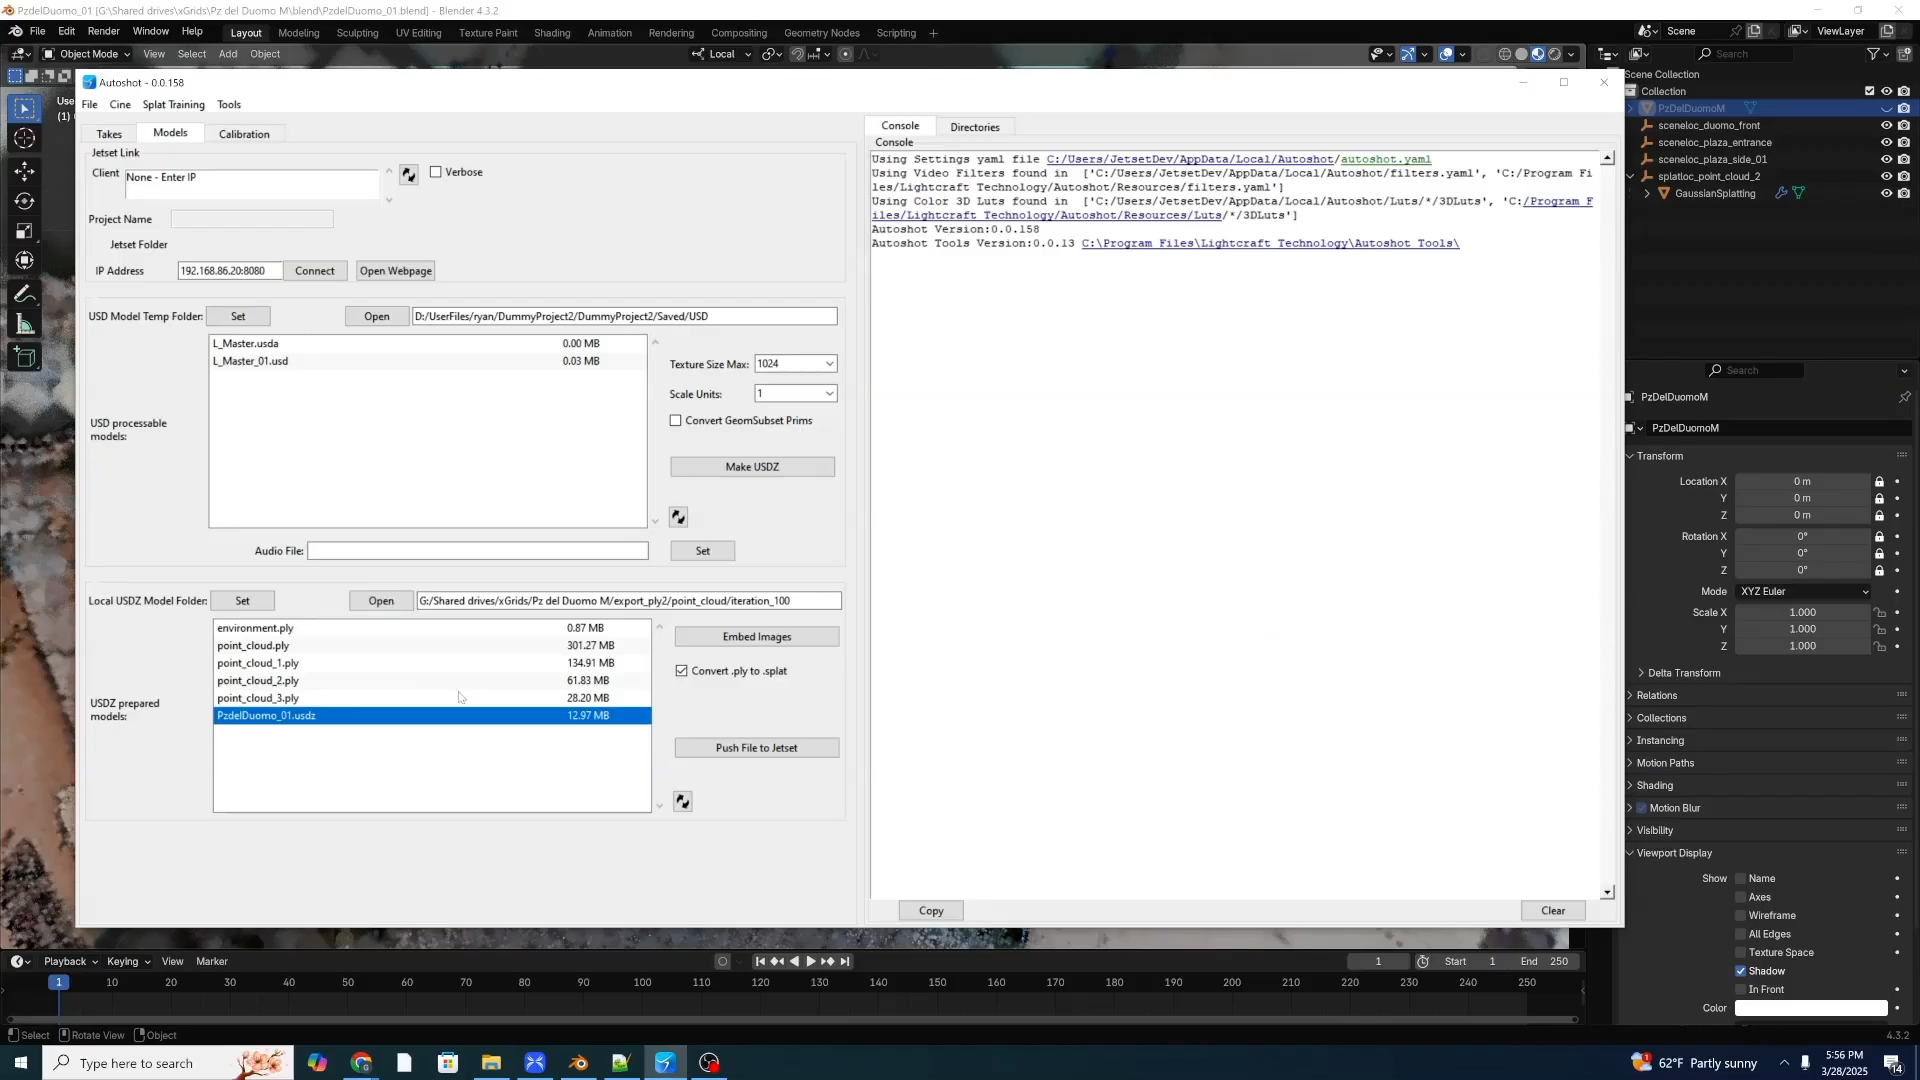 PzdelDuomo_01 [G:\Shared drives\xGrids\Pz del Duomo M\blend\PzdelDuomo_01.blend] - Blender 4.3.2
File Edit Render Window Help Layout Modeling Sculpting UV Editing Texture Paint Shading Animation Rendering Compositing Geometry Nodes Scripting + Scene ViewLayer
Object Mode View Select Add Object Local Search
Autoshot - 0.0.158
File Cine Splat Training Tools
Use
(1)
Takes Models Calibration
Jetset Link
Client None - Enter IP Verbose
Project Name
Jetset Folder
IP Address 192.168.86.20:8080 Connect Open Webpage
USD Model Temp Folder: Set Open D:/UserFiles/ryan/DummyProject2/DummyProject2/Saved/USD
L_Master.usda 0.00 MB
L_Master_01.usd 0.03 MB
USD processable
models:
Texture Size Max: 1024
Scale Units: 1
Convert GeomSubset Prims
Make USDZ
Audio File: Set
Local USDZ Model Folder: Set Open G:/Shared drives/xGrids/Pz del Duomo M/export_ply2/point_cloud/iteration_100
environment.ply 0.87 MB
point_cloud.ply 301.27 MB
point_cloud_1.ply 134.91 MB
point_cloud_2.ply 61.83 MB
point_cloud_3.ply 28.20 MB
PzdelDuomo_01.usdz 12.97 MB
USDZ prepared
models:
Embed Images
Convert .ply to .splat
Push File to Jetset
Console Directories
Console
Using Settings yaml file C:/Users/JetsetDev/AppData/Local/Autoshot/autoshot.yaml
Using Video Filters found in ['C:/Users/JetsetDev/AppData/Local/Autoshot/filters.yaml', 'C:/Program Fi
les/Lightcraft Technology/Autoshot/Resources/filters.yaml']
Using Color 3D Luts found in ['C:/Users/JetsetDev/AppData/Local/Autoshot/Luts/*/3DLuts', 'C:/Program F
iles/Lightcraft Technology/Autoshot/Resources/Luts/*/3DLuts']
Autoshot Version:0.0.158
Autoshot Tools Version:0.0.13 C:\Program Files\Lightcraft Technology\Autoshot Tools\
Copy Clear
Scene Collection
Collection
PzDelDuomoM
sceneloc_duomo_front
sceneloc_plaza_entrance
sceneloc_plaza_side_01
splatloc_point_cloud_2
GaussianSplatting
Search
PzDelDuomoM
PzDelDuomoM
Transform
Location X 0 m
Y 0 m
Z 0 m
Rotation X 0°
Y 0°
Z 0°
Mode XYZ Euler
Scale X 1.000
Y 1.000
Z 1.000
Delta Transform
Relations
Collections
Instancing
Motion Paths
Shading
Motion Blur
Visibility
Viewport Display
Show Name
Axes
Wireframe
All Edges
Texture Space
Shadow
In Front
Color
Playback Keying View Marker 1 Start 1 End 250
1 10 20 30 40 50 60 70 80 90 100 110 120 130 140 150 160 170 180 190 200 210 220 230 240 250
Select Rotate View Object 4.3.2
Type here to search 62°F Partly sunny 5:56 PM
3/28/2025 14